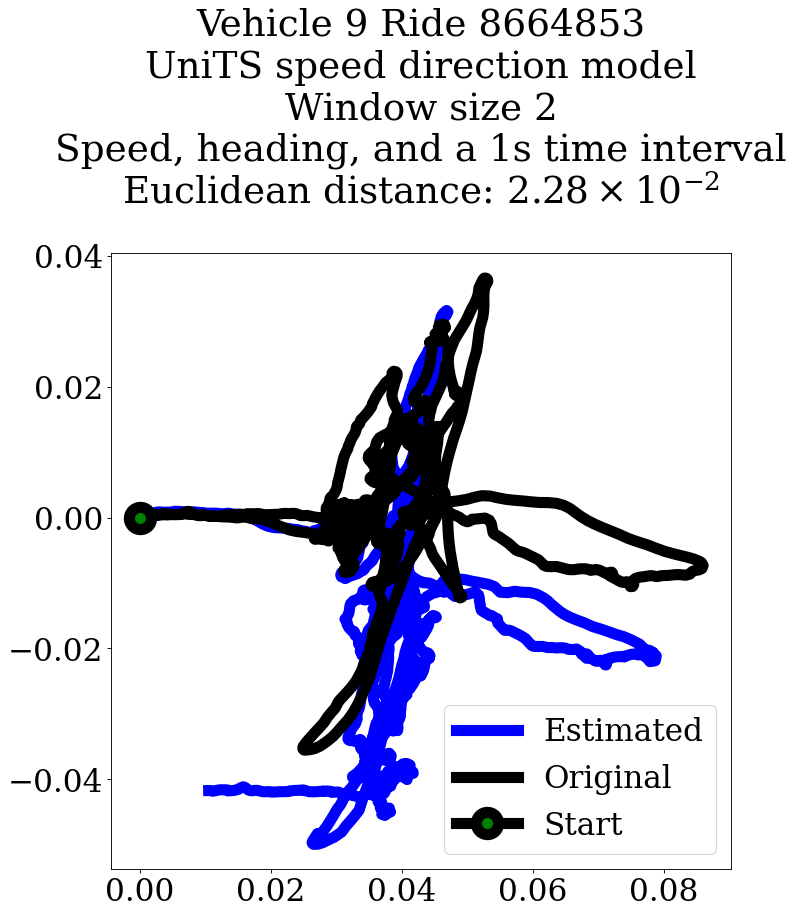 Vehicle 9 Ride 8664853
UniTS speed direction model
Window size 2
Speed, heading, and a 1s time interval
Euclidean distance: 2.28 × 10⁻²
0.04
0.02
0.00
−0.02
−0.04
Estimated
Original
Start
0.00 0.02 0.04 0.06 0.08